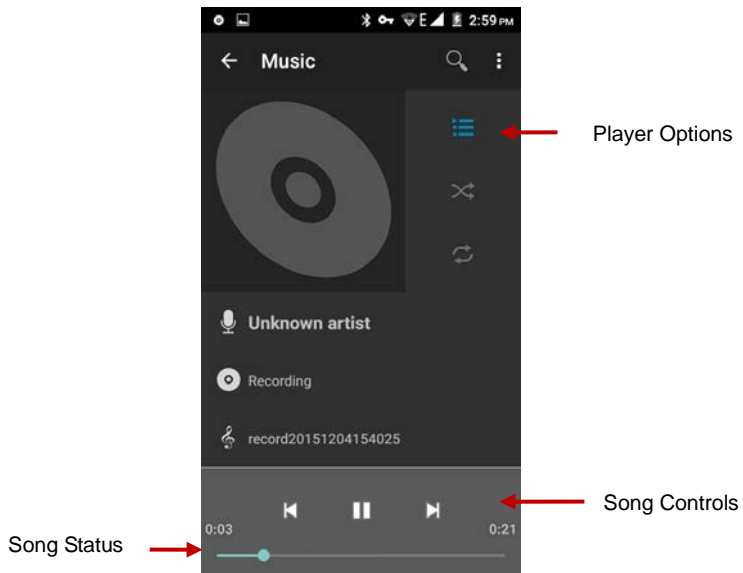 E 2:59 PM
Music
Player Options
Unknown artist
Recording
record20151204154025
Song Controls
0:03
0:21
Song Status